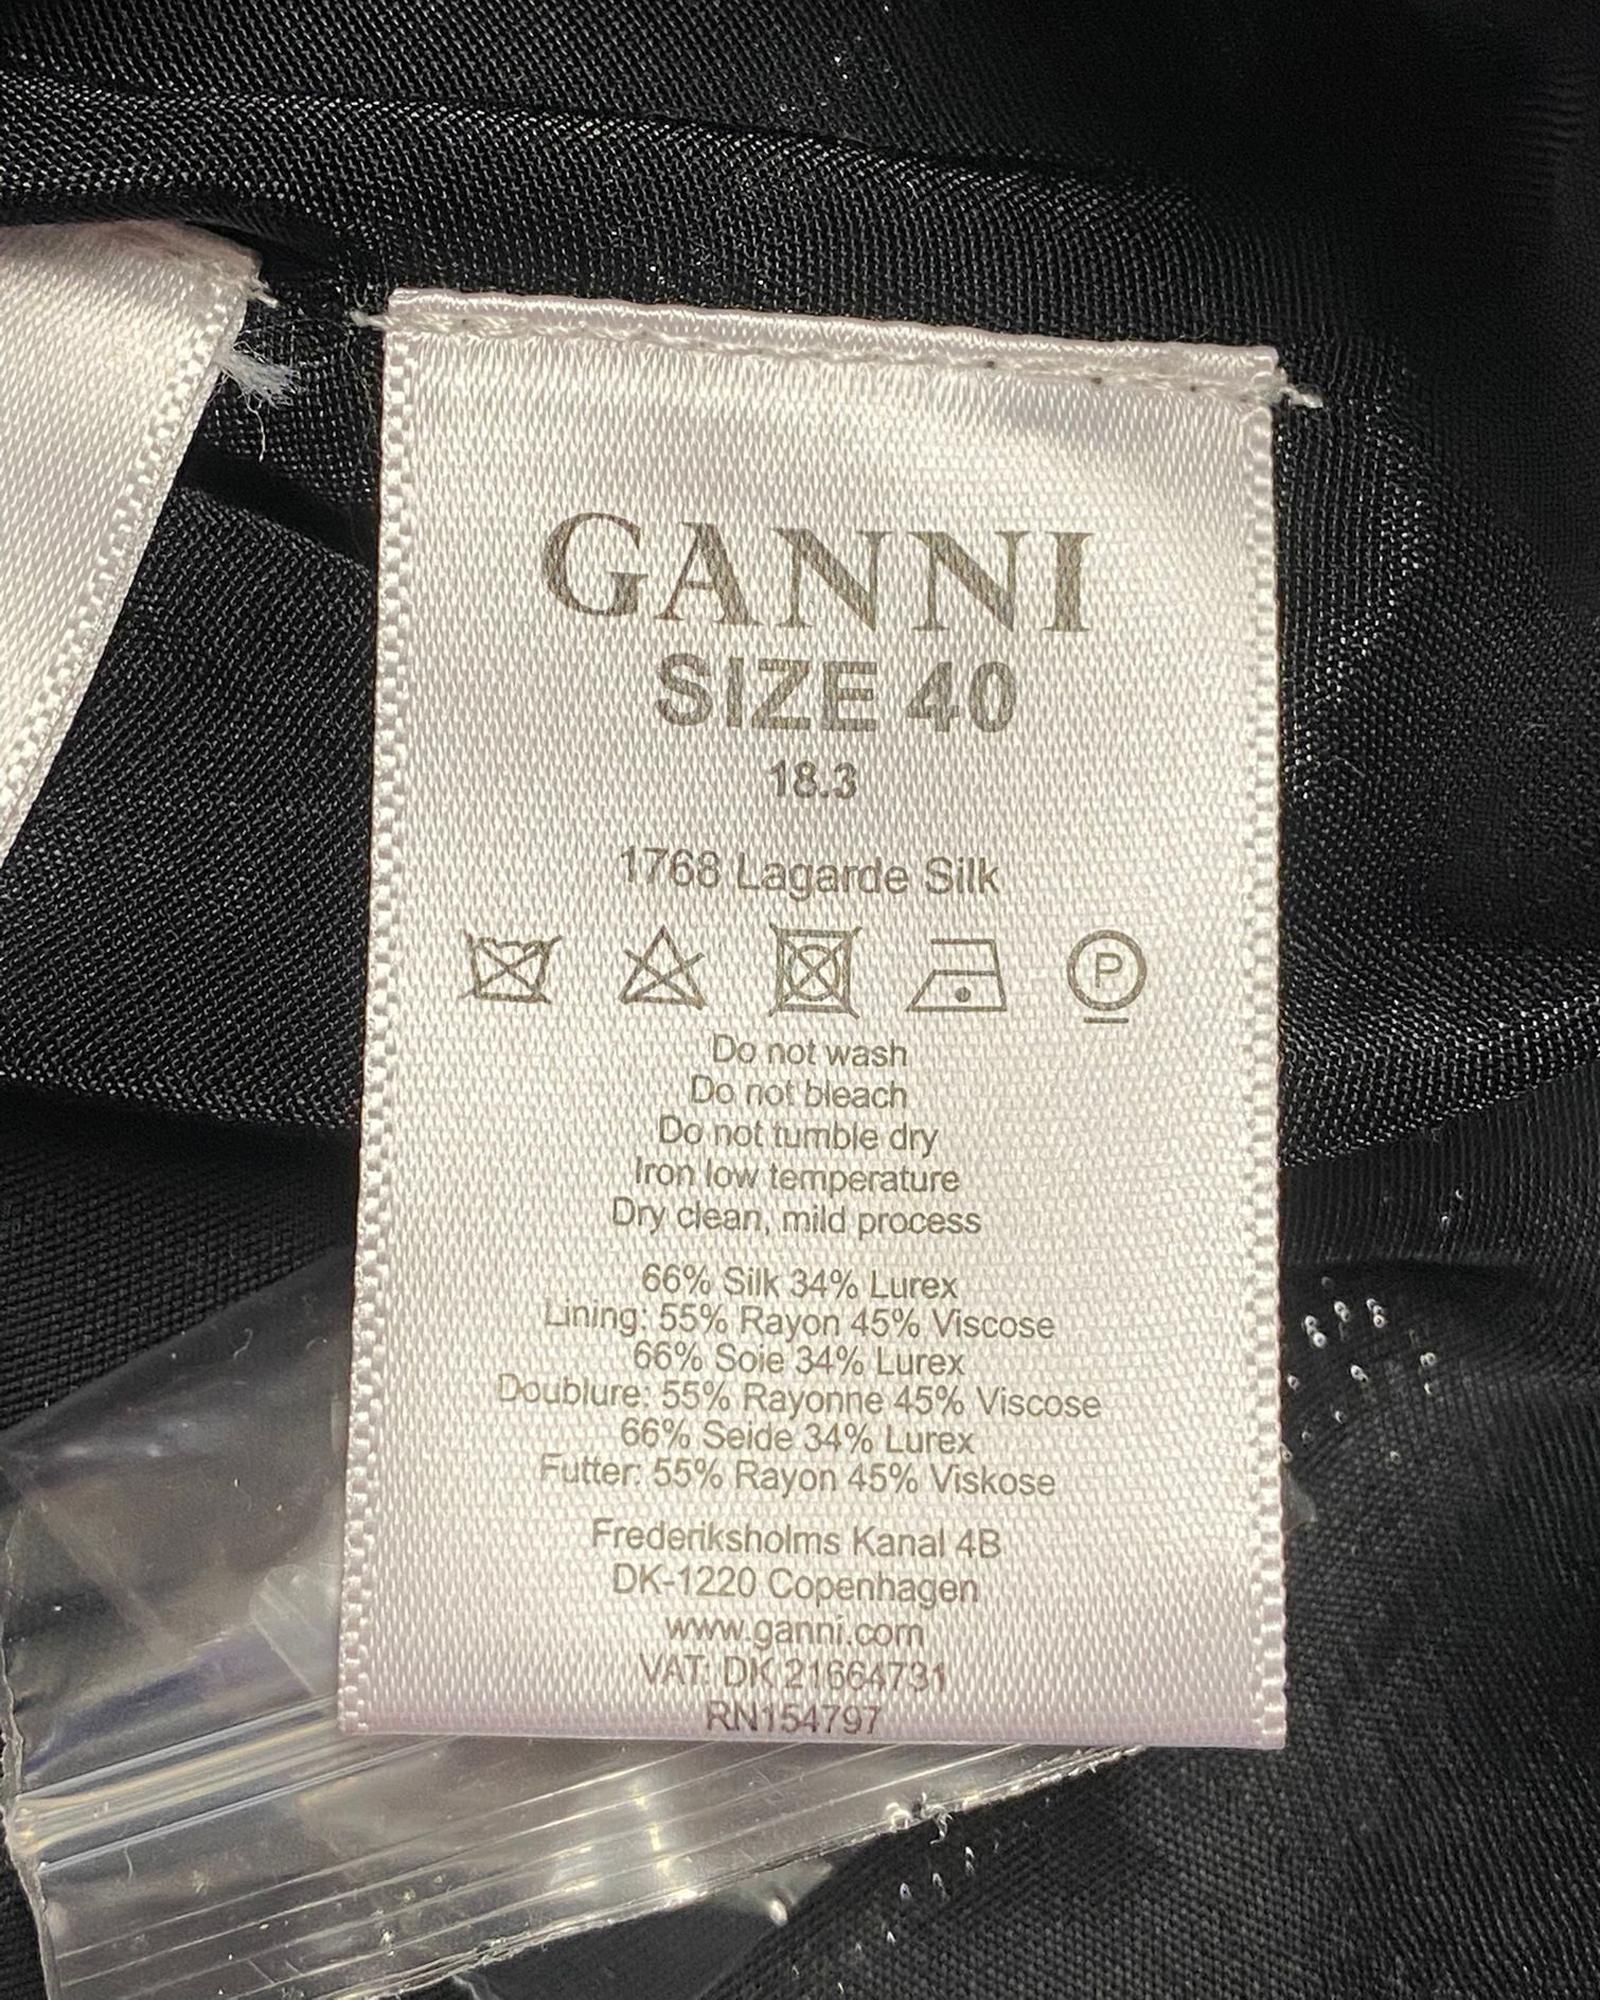 GANNI
SIZE 40
18.3
1768 Lagarde Silk
P
Do not wash
Do not bleach
Do not tumble dry
Iron low temperature
Dry clean, mild process
66% Silk 34% Lurex
Lining: 55% Rayon 45% Viscose
66% Soie 34% Lurex
Doublure: 55% Rayonne 45% Viscose
66% Seide 34% Lurex
Futter: 55% Rayon 45% Viskose
Frederiksholms Kanal 4B
DK-1220 Copenhagen
www.ganni.com
VAT: DK 21664731
RN154797